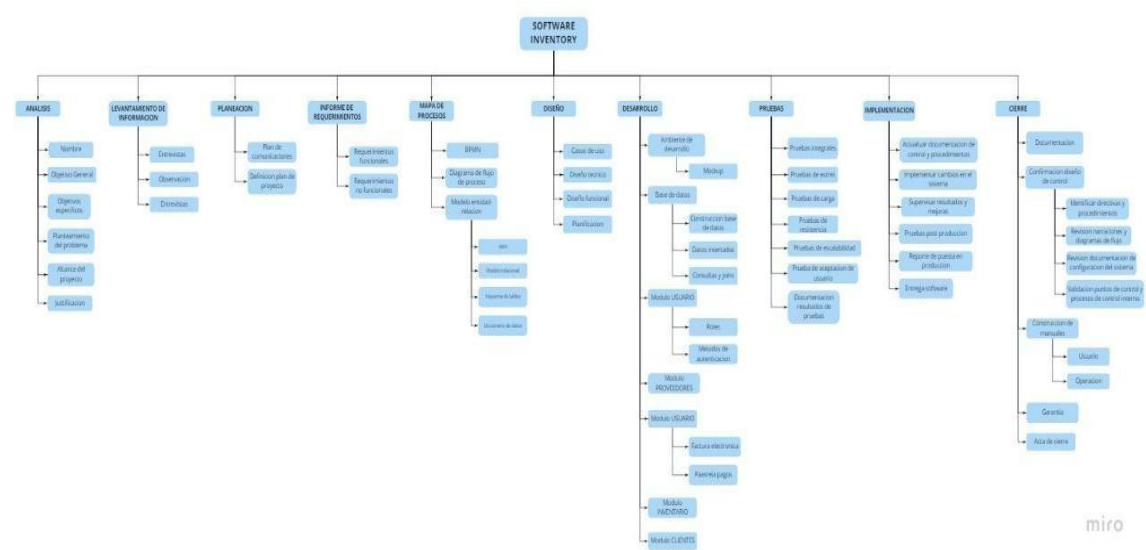 SOFTWARE
INVENTORY
ANALISIS
Nombre
Objetivo General
Objetivos
especificos
Planteamiento
del problema
Alcance del
proyecto
Justificacion
LEVANTAMIENTO DE
INFORMACION
Entrevistas
Observacion
Entrevistas
PLANEACION
Plan de
comunicaciones
Definicion plan de
proyecto
INFORME DE
REQUERIMIENTOS
Requerimientos
funcionales
Requerimientos
no funcionales
MAPA DE
PROCESOS
BPMN
Diagrama de flujo
de proceso
Modelo entidad-
relacion
DISEÑO
Casos de uso
Diseño tecnico
Diseño funcional
Planificacion
DESARROLLO
Ambiente de
desarrollo
Mockup
Base de datos
Construccion base
de datos
Datos insertados
Consultas y joins
Modulo USUARIO
Roles
Metodos de
autenticacion
Modulo
PROVEEDORES
Modulo USUARIO
Factura electronica
pagos
Modulo
INVENTARIO
Modulo CLIENTES
PRUEBAS
Pruebas integrales
Pruebas de estres
Pruebas de carga
Pruebas de
resistencia
Pruebas de escalabilidad
Prueba de aceptacion de
usuario
Documentacion
resultados de
pruebas
IMPLEMENTACION
documentacion de
control y procedimientos
Implementar cambios en el
sistema
Supervisar resultados y
mejoras
Pruebas post produccion
Reporte de puesta en
produccion
Entrega software
CIERRE
Documentacion
Confirmacion diseño
de control
Identificar directivas y
procedimientos
Revision narraciones y
diagramas de flujo
Revision documentacion de
configuracion del sistema
Validacion puntos de control y
procesos de control interno
Construccion de
manuales
Usuario
Operacion
Garantia
Acta de cierre
miro